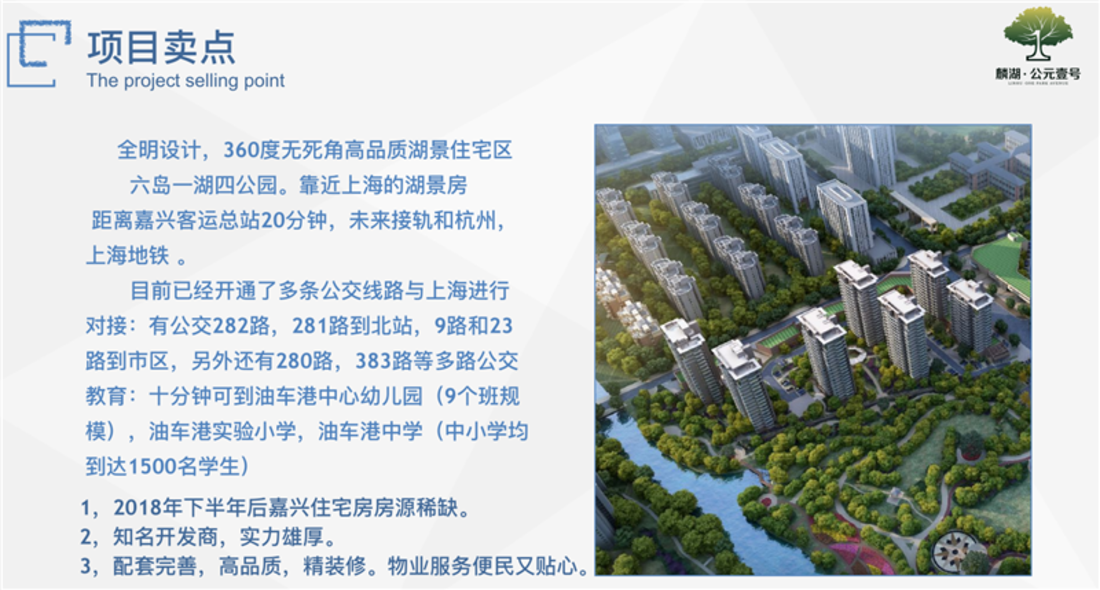 项目卖点
The project selling point
麟湖·公元壹号
全明设计，360度无死角高品质湖景住宅区
六岛一湖四公园。靠近上海的湖景房
距离嘉兴客运总站20分钟，未来接轨和杭州，
上海地铁 。
目前已经开通了多条公交线路与上海进行
对接：有公交282路，281路到北站，9路和23
路到市区，另外还有280路，383路等多路公交
教育：十分钟可到油车港中心幼儿园（9个班规
模），油车港实验小学，油车港中学（中小学均
到达1500名学生）
1，2018年下半年后嘉兴住宅房房源稀缺。
2，知名开发商，实力雄厚。
3，配套完善，高品质，精装修。物业服务便民又贴心。